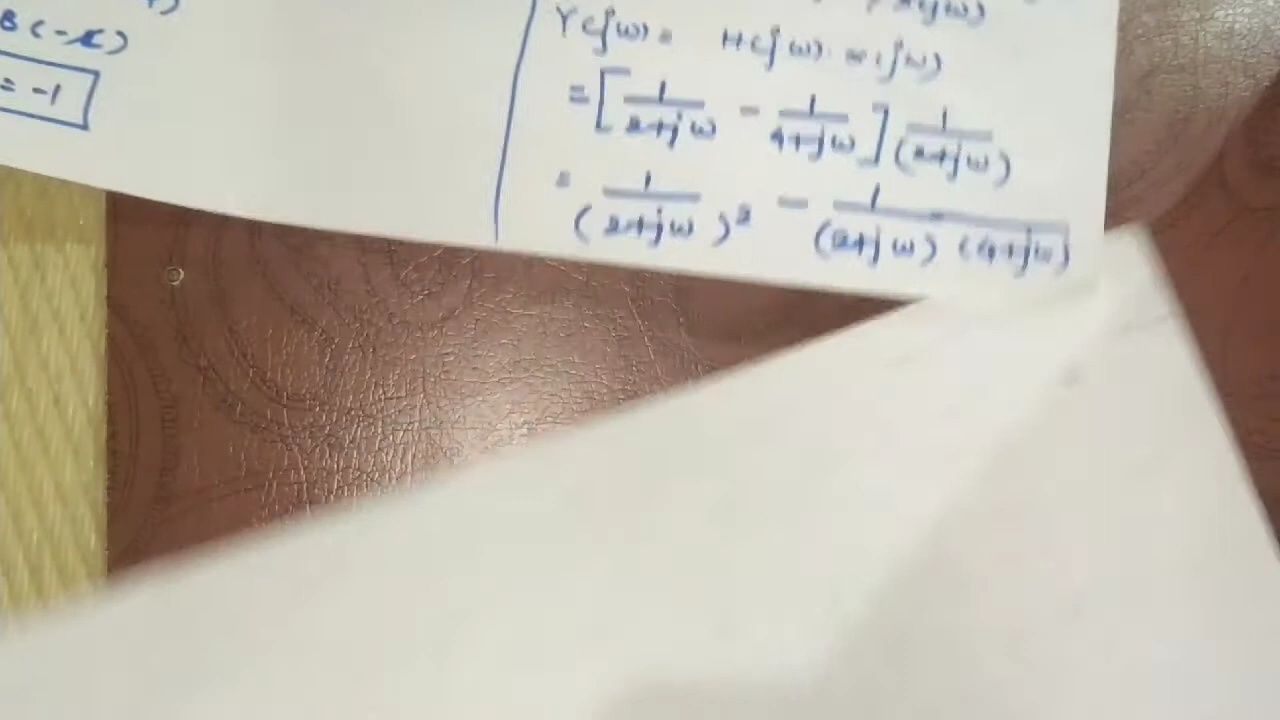 B(-2)
= -1
Y(jω) = H(jω). x(jω)
= [ 1/(2+jω) - 1/(4+jω) ] 1/(2+jω)
= 1/(2+jω)² - 1/((2+jω)(4+jω))